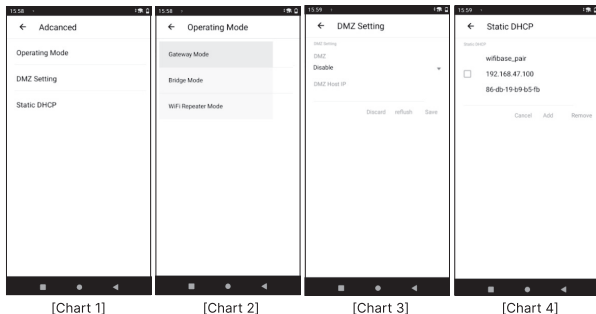 15:58
← Adcanced
Operating Mode
DMZ Setting
Static DHCP
[Chart 1]
15:58
← Operating Mode
Gateway Mode
Bridge Mode
WiFi Repeater Mode
[Chart 2]
15:59
← DMZ Setting
DMZ Setting
DMZ
Disable
DMZ Host IP
Discard reflush Save
[Chart 3]
15:59
← Static DHCP
Static DHCP
wifibase_pair
192.168.47.100
86-db-19-b9-b5-fb
Cancel Add Remove
[Chart 4]